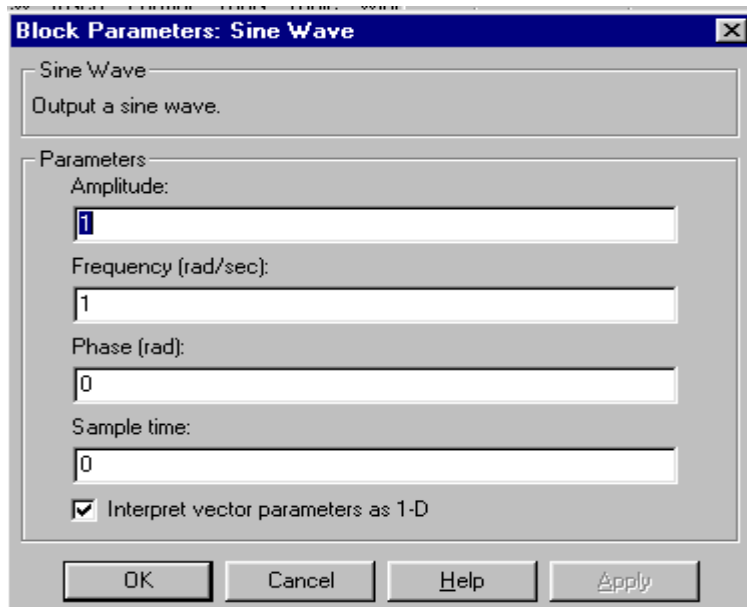 Block Parameters: Sine Wave
Sine Wave
Output a sine wave.
Parameters
Amplitude:
1
Frequency (rad/sec):
1
Phase (rad):
0
Sample time:
0
Interpret vector parameters as 1-D
OK Cancel Help Apply